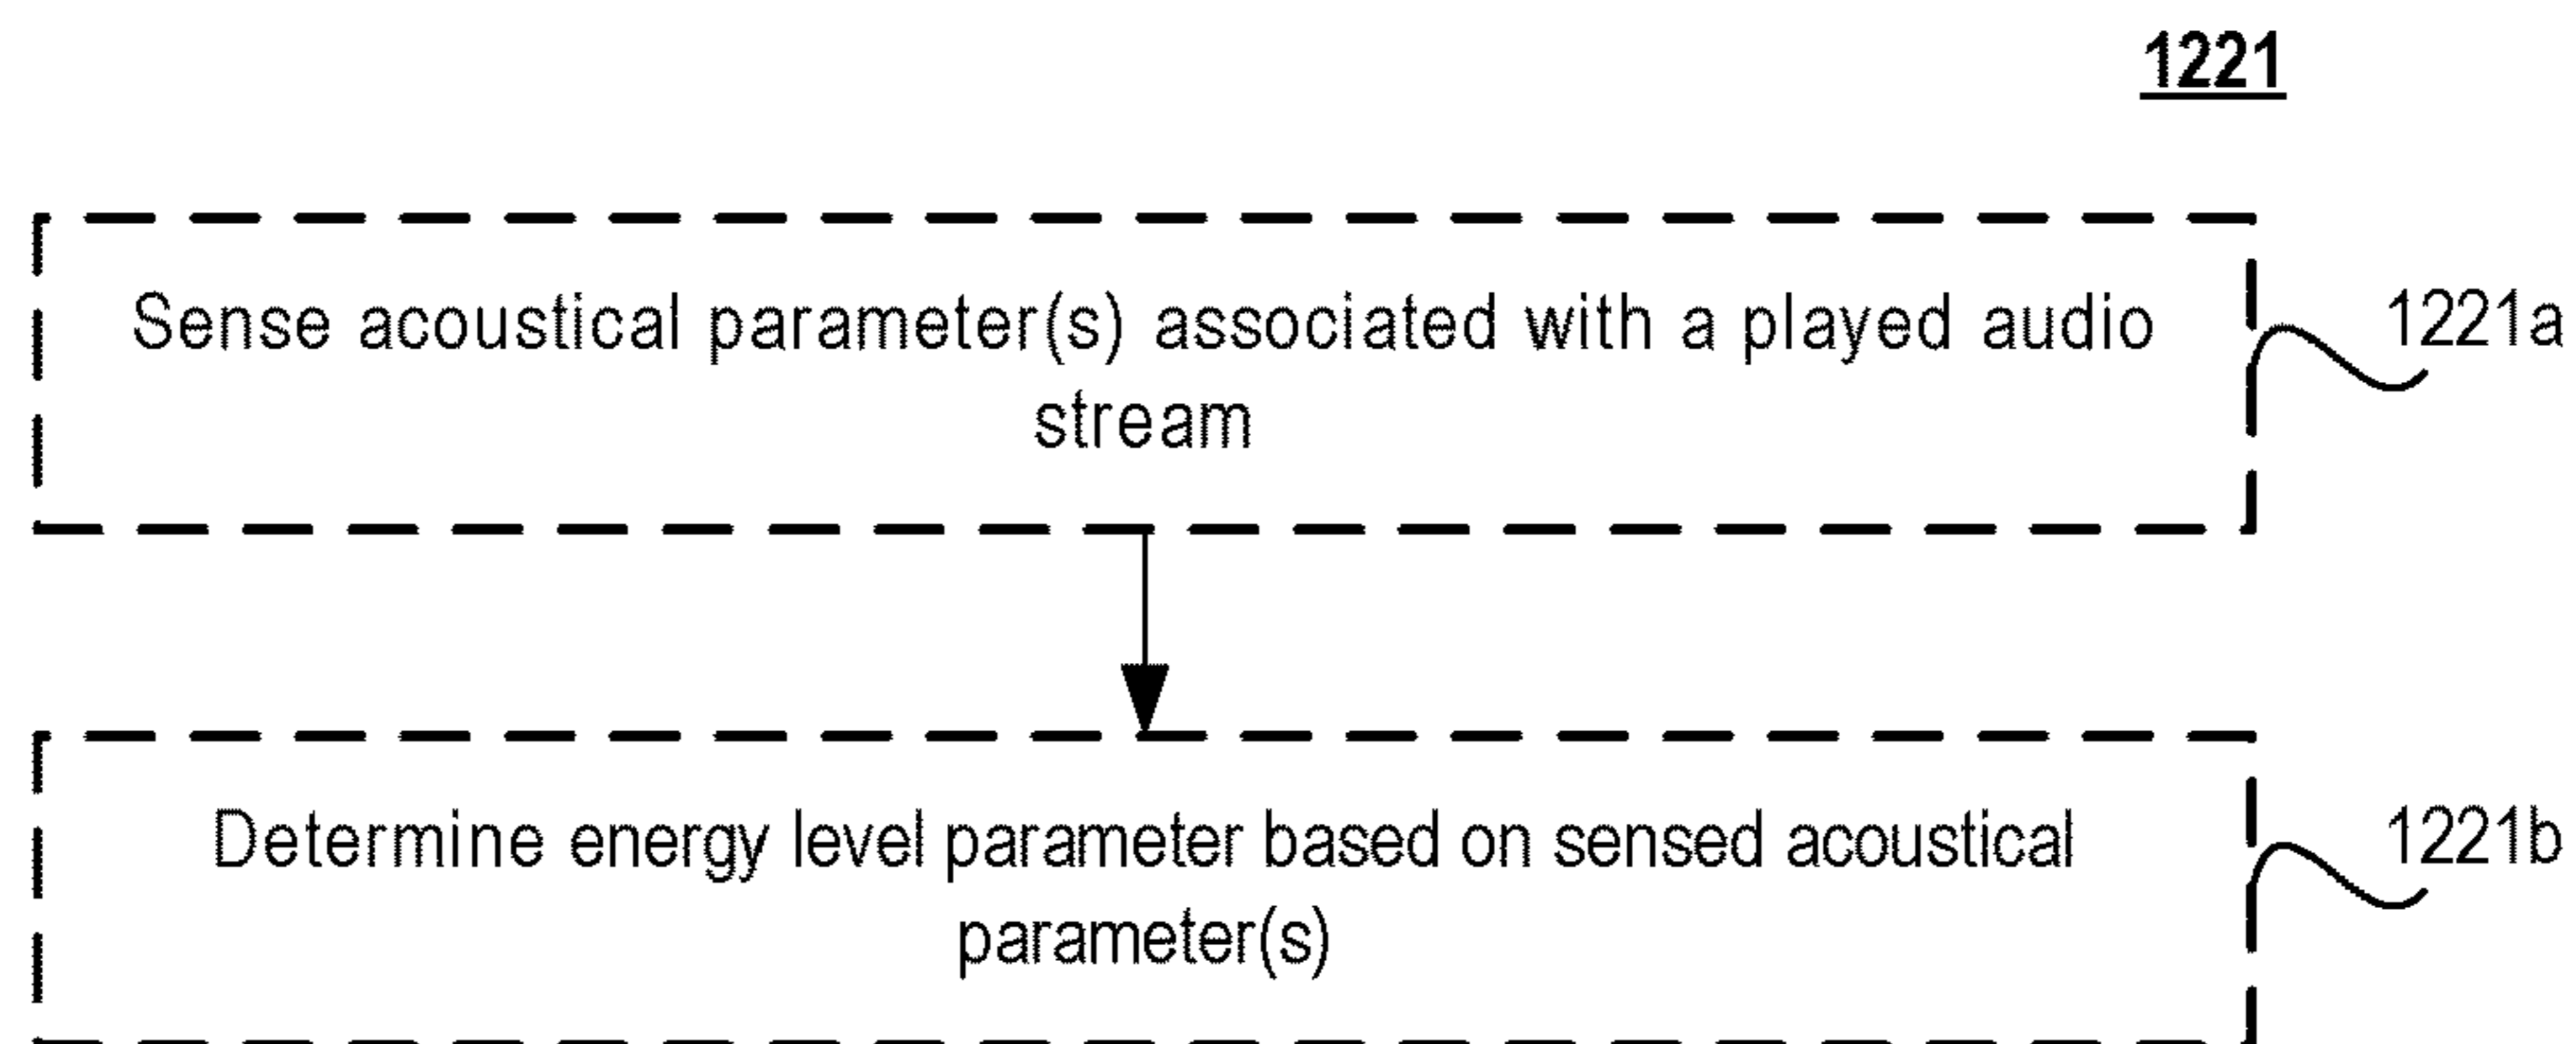 1221
Sense acoustical parameter(s) associated with a played audio
stream
1221a
Determine energy level parameter based on sensed acoustical
parameter(s)
1221b